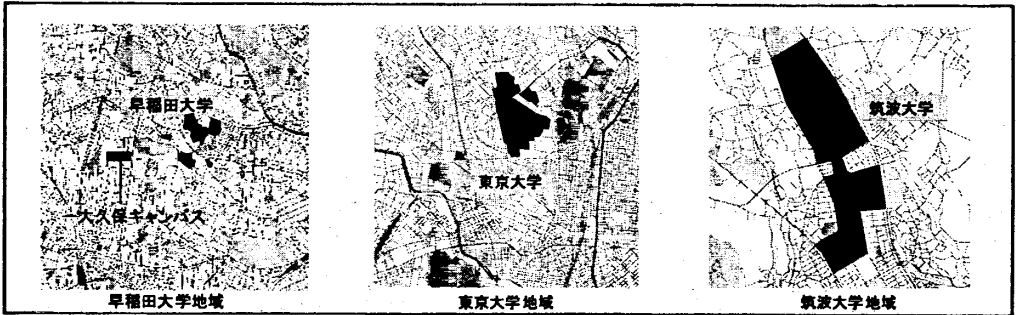 早稲田大学
大久保キャンパス
早稲田大学地域
東京大学
東京大学地域
筑波大学
筑波大学地域